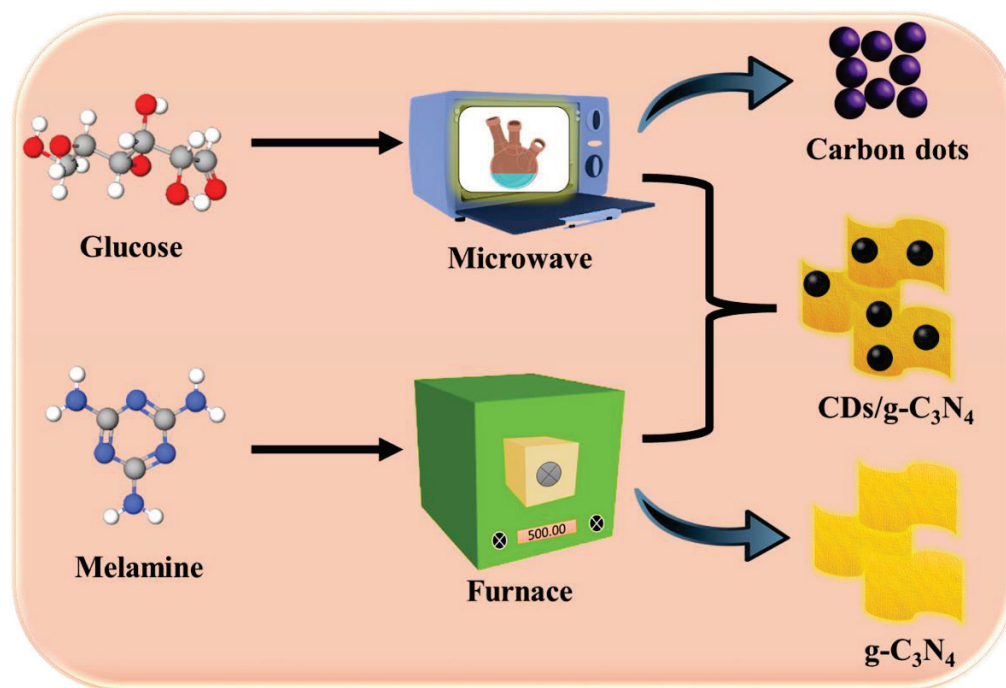 Carbon dots
Glucose
Microwave
CDs/g-C₃N₄
500.00
Melamine
Furnace
g-C₃N₄